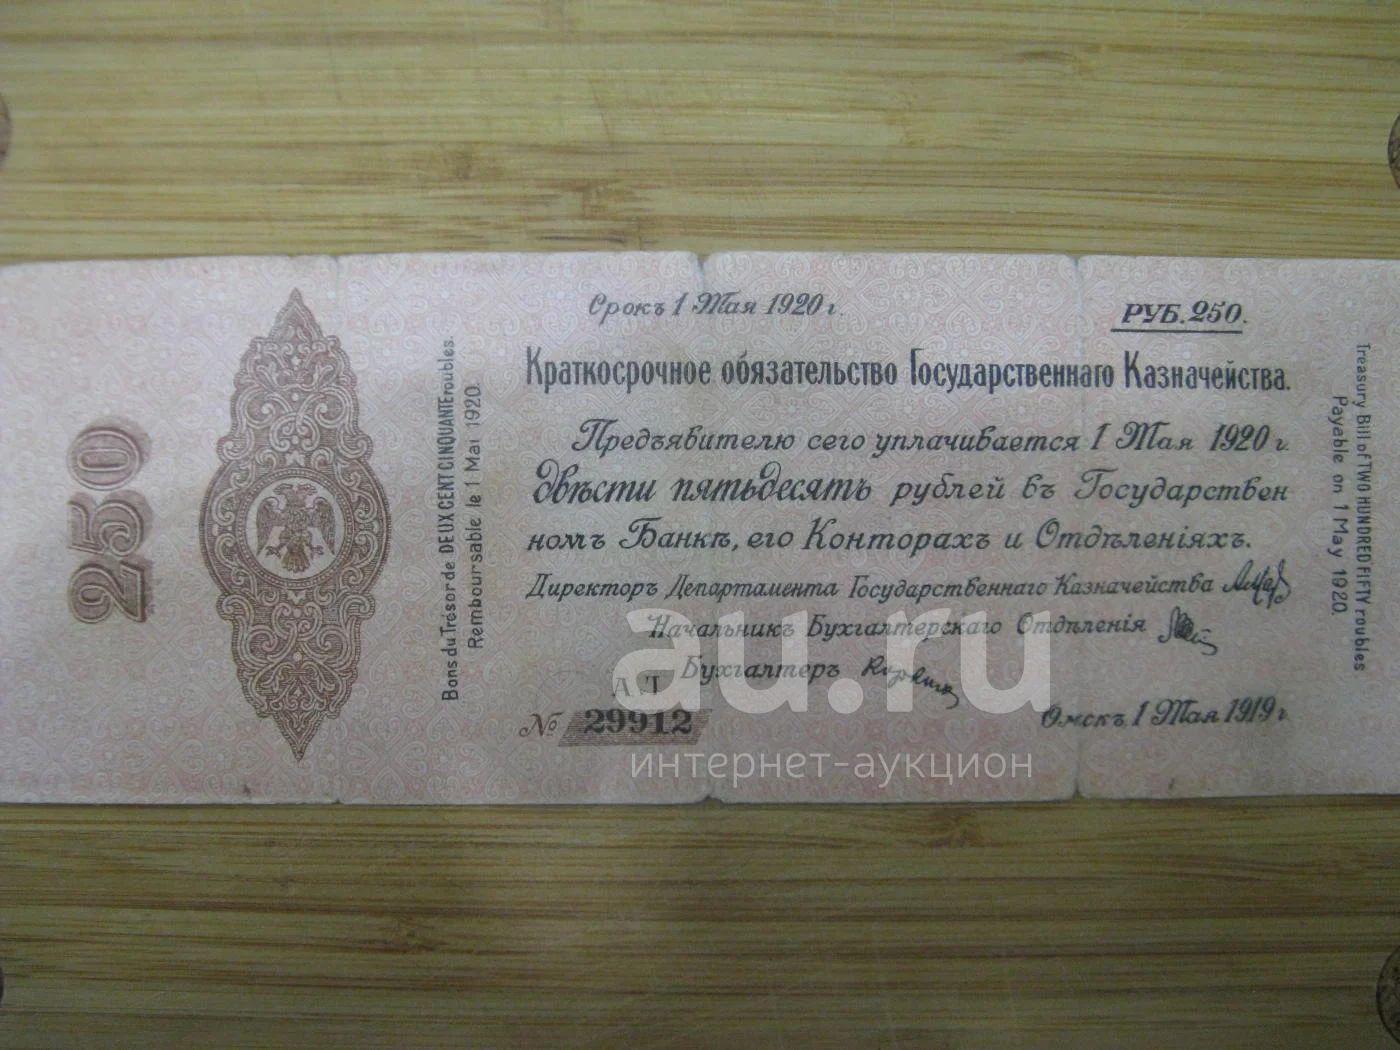 250
Bons du Trésor de DEUX CENT CINQUANTE roubles.
Remboursable le 1 Mai 1920.
Срокъ 1 Мая 1920 г.
РУБ. 250.
Краткосрочное обязательство Государственнаго Казначейства.
Предъявителю сего уплачивается 1 Мая 1920 г.
двѣсти пятьдесятъ рублей въ Государствен
номъ Банкѣ, его Конторахъ и Отдѣленіяхъ.
Директоръ Департамента Государственнаго Казначейства
Начальникъ Бухгалтерскаго Отдѣленія
Бухгалтеръ
А.Т
№ 29912
Омскъ, 1 Мая 1919 г.
Treasury Bill of TWO HUNDRED FIFTY roubles
Payable on 1 May 1920.
au.ru
интернет-аукцион